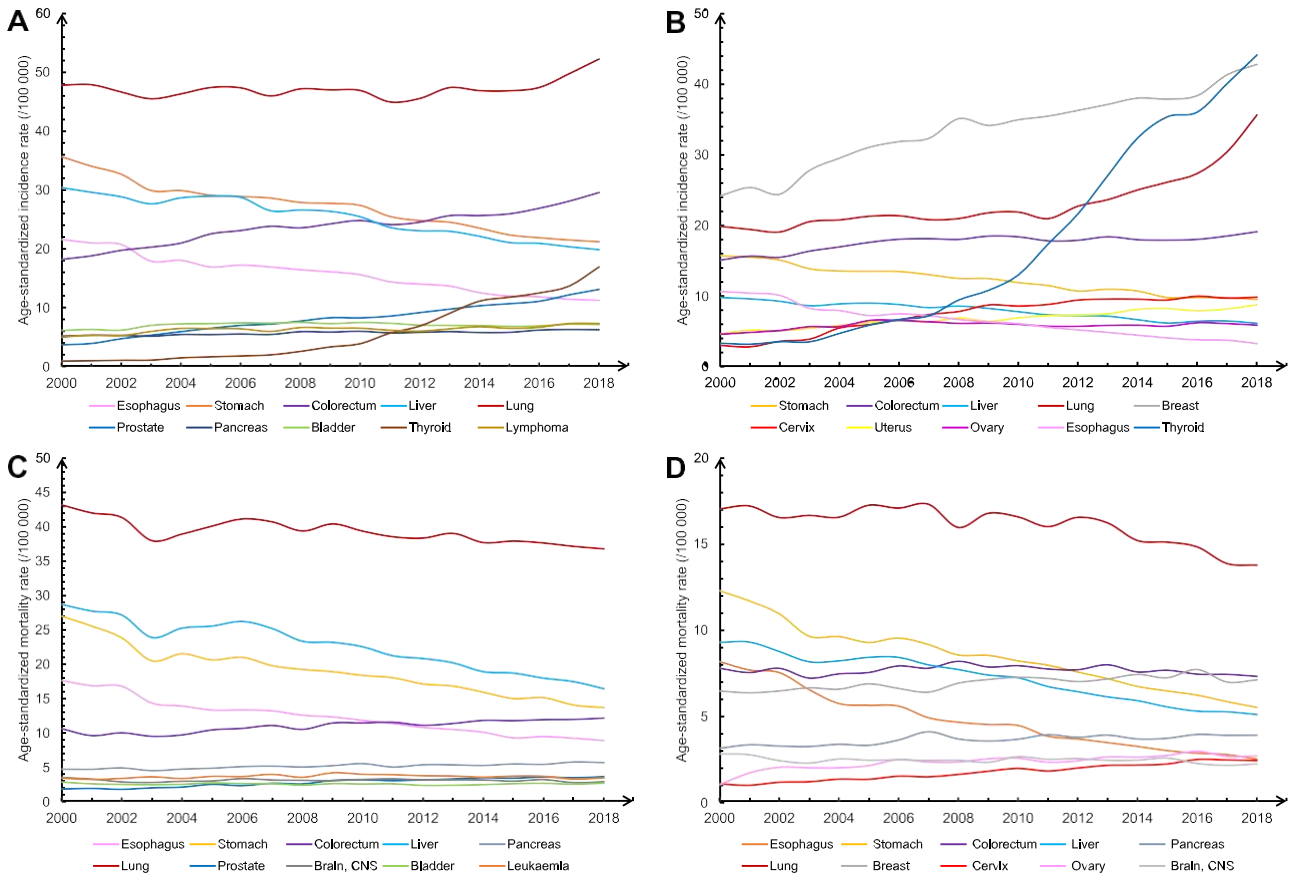 A
Age-standardized incidence rate (/100 000)
60
50
40
30
20
10
0
2000 2002 2004 2006 2008 2010 2012 2014 2016 2018
Esophagus Stomach Colorectum Liver Lung
Prostate Pancreas Bladder Thyroid Lymphoma
B
Age-standardized incidence rate (/100 000)
50
40
30
20
10
0
2000 2002 2004 2006 2008 2010 2012 2014 2016 2018
Stomach Colorectum Liver Lung Breast
Cervix Uterus Ovary Esophagus Thyroid
C
Age-standardized mortality rate (/100 000)
50
45
40
35
30
25
20
15
10
5
0
2000 2002 2004 2006 2008 2010 2012 2014 2016 2018
Esophagus Stomach Colorectum Liver Pancreas
Lung Prostate Brain, CNS Bladder Leukaemia
D
Age-standardized mortality rate (/100 000)
20
15
10
5
0
2000 2002 2004 2006 2008 2010 2012 2014 2016 2018
Esophagus Stomach Colorectum Liver Pancreas
Lung Breast Cervix Ovary Brain, CNS